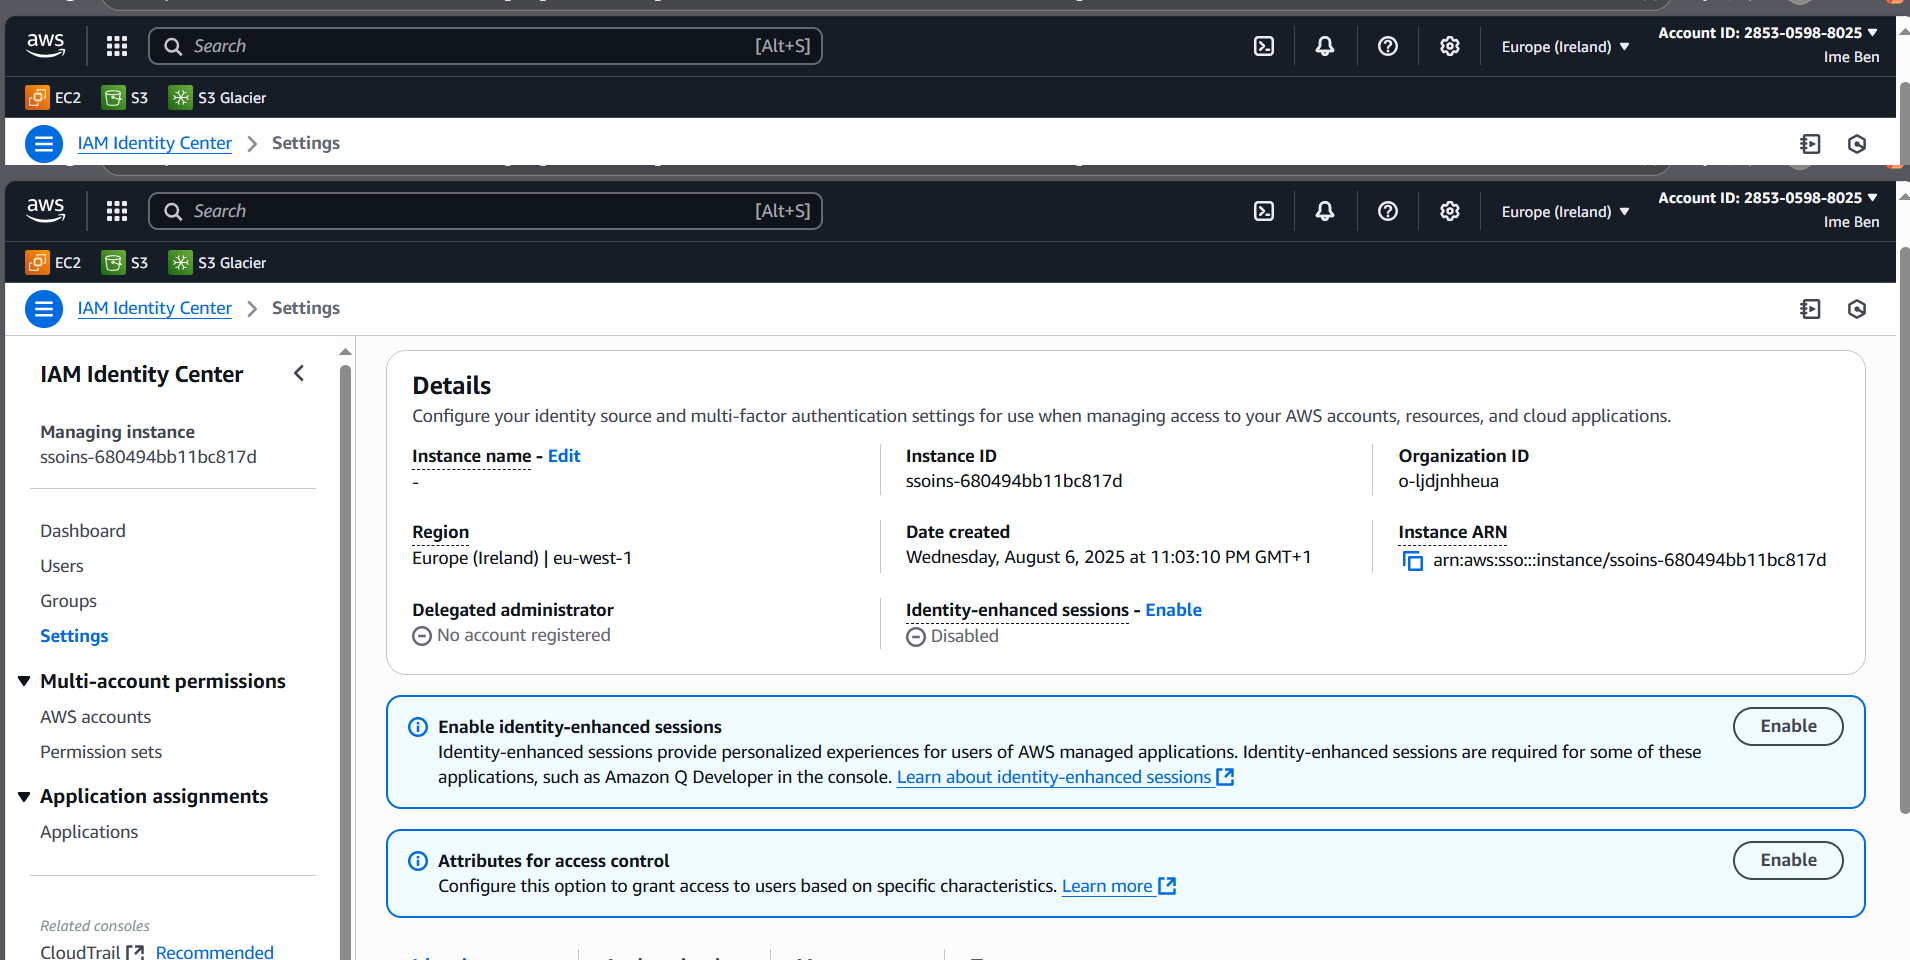 aws
Search [Alt+S]
Europe (Ireland)
Account ID: 2853-0598-8025
Ime Ben
EC2 S3 S3 Glacier
IAM Identity Center Settings
aws
Search [Alt+S]
Europe (Ireland)
Account ID: 2853-0598-8025
Ime Ben
EC2 S3 S3 Glacier
IAM Identity Center Settings
IAM Identity Center
Managing instance
ssoins-680494bb11bc817d
Dashboard
Users
Groups
Settings
Multi-account permissions
AWS accounts
Permission sets
Application assignments
Applications
Related consoles
CloudTrail Recommended
Details
Configure your identity source and multi-factor authentication settings for use when managing access to your AWS accounts, resources, and cloud applications.
Instance name - Edit
-
Instance ID
ssoins-680494bb11bc817d
Organization ID
o-ljdjnhheua
Region
Europe (Ireland) | eu-west-1
Date created
Wednesday, August 6, 2025 at 11:03:10 PM GMT+1
Instance ARN
arn:aws:sso:::instance/ssoins-680494bb11bc817d
Delegated administrator
No account registered
Identity-enhanced sessions - Enable
Disabled
Enable identity-enhanced sessions
Identity-enhanced sessions provide personalized experiences for users of AWS managed applications. Identity-enhanced sessions are required for some of these
applications, such as Amazon Q Developer in the console. Learn about identity-enhanced sessions
Enable
Attributes for access control
Configure this option to grant access to users based on specific characteristics. Learn more
Enable